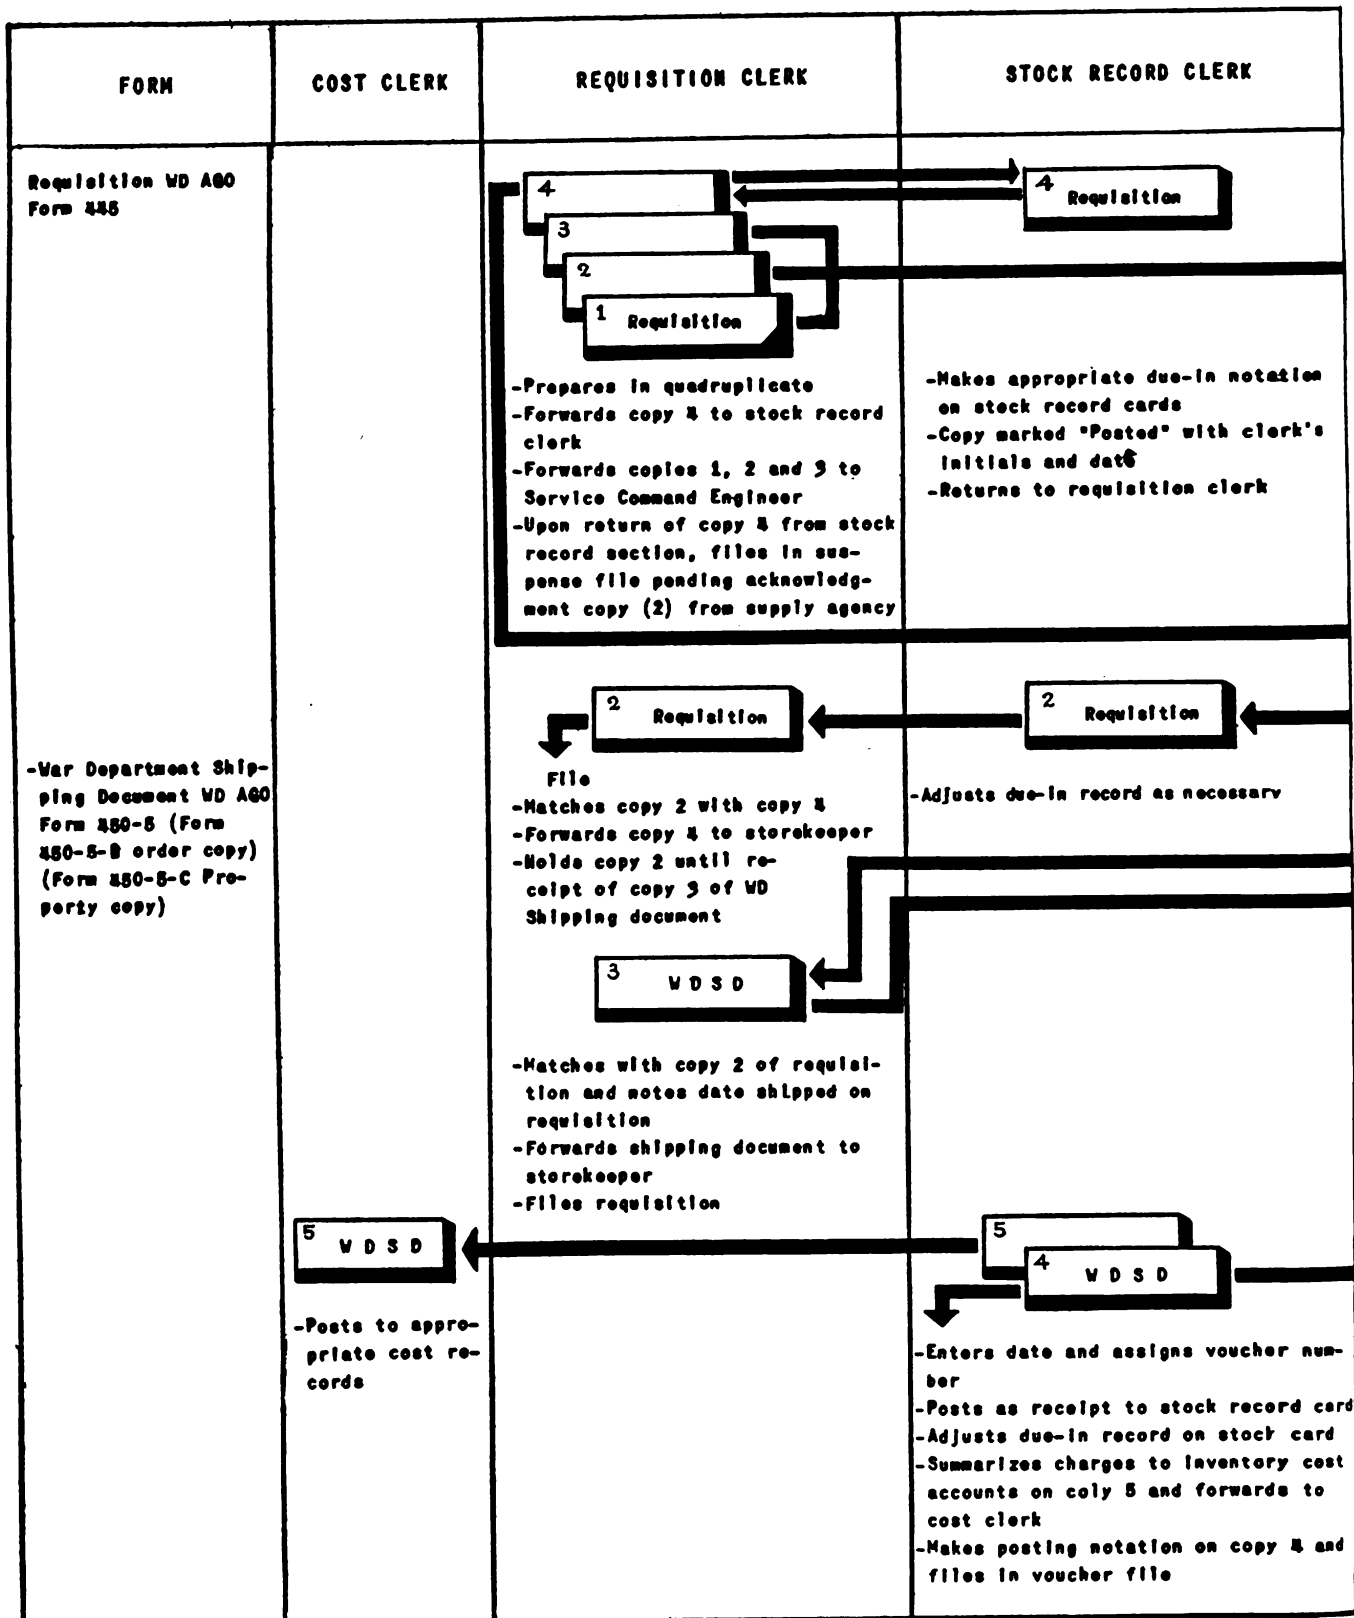 FORM
COST CLERK
REQUISITION CLERK
STOCK RECORD CLERK
Requisition WD AGO
Form 445
4
3
2
1 Requisition
4
Requisition
-Prepares in quadruplicate
-Forwards copy 4 to stock record
clerk
-Forwards copies 1, 2 and 3 to
Service Command Engineer
-Upon return of copy 4 from stock
record section, files in sus-
pense file pending acknowledg-
ment copy (2) from supply agency
-Makes appropriate due-in notation
on stock record cards
-Copy marked "Posted" with clerk's
initials and date
-Returns to requisition clerk
2
Requisition
2
Requisition
-War Department Ship-
ping Document WD AGO
Form 450-5 (Form
450-5-B order copy)
(Form 450-5-C Pro-
perty copy)
File
-Matches copy 2 with copy 4
-Forwards copy 4 to storekeeper
-Holds copy 2 until re-
ceipt of copy 3 of WD
Shipping document
-Adjusts due-in record as necessary
3
W D S D
-Matches with copy 2 of requisi-
tion and notes date shipped on
requisition
-Forwards shipping document to
storekeeper
-Files requisition
5
W D S D
5
4
W D S D
-Posts to appro-
priate cost re-
cords
-Enters date and assigns voucher num-
ber
-Posts as receipt to stock record card
-Adjusts due-in record on stock card
-Summarizes charges to inventory cost
accounts on coly 5 and forwards to
cost clerk
-Makes posting notation on copy 4 and
files in voucher file